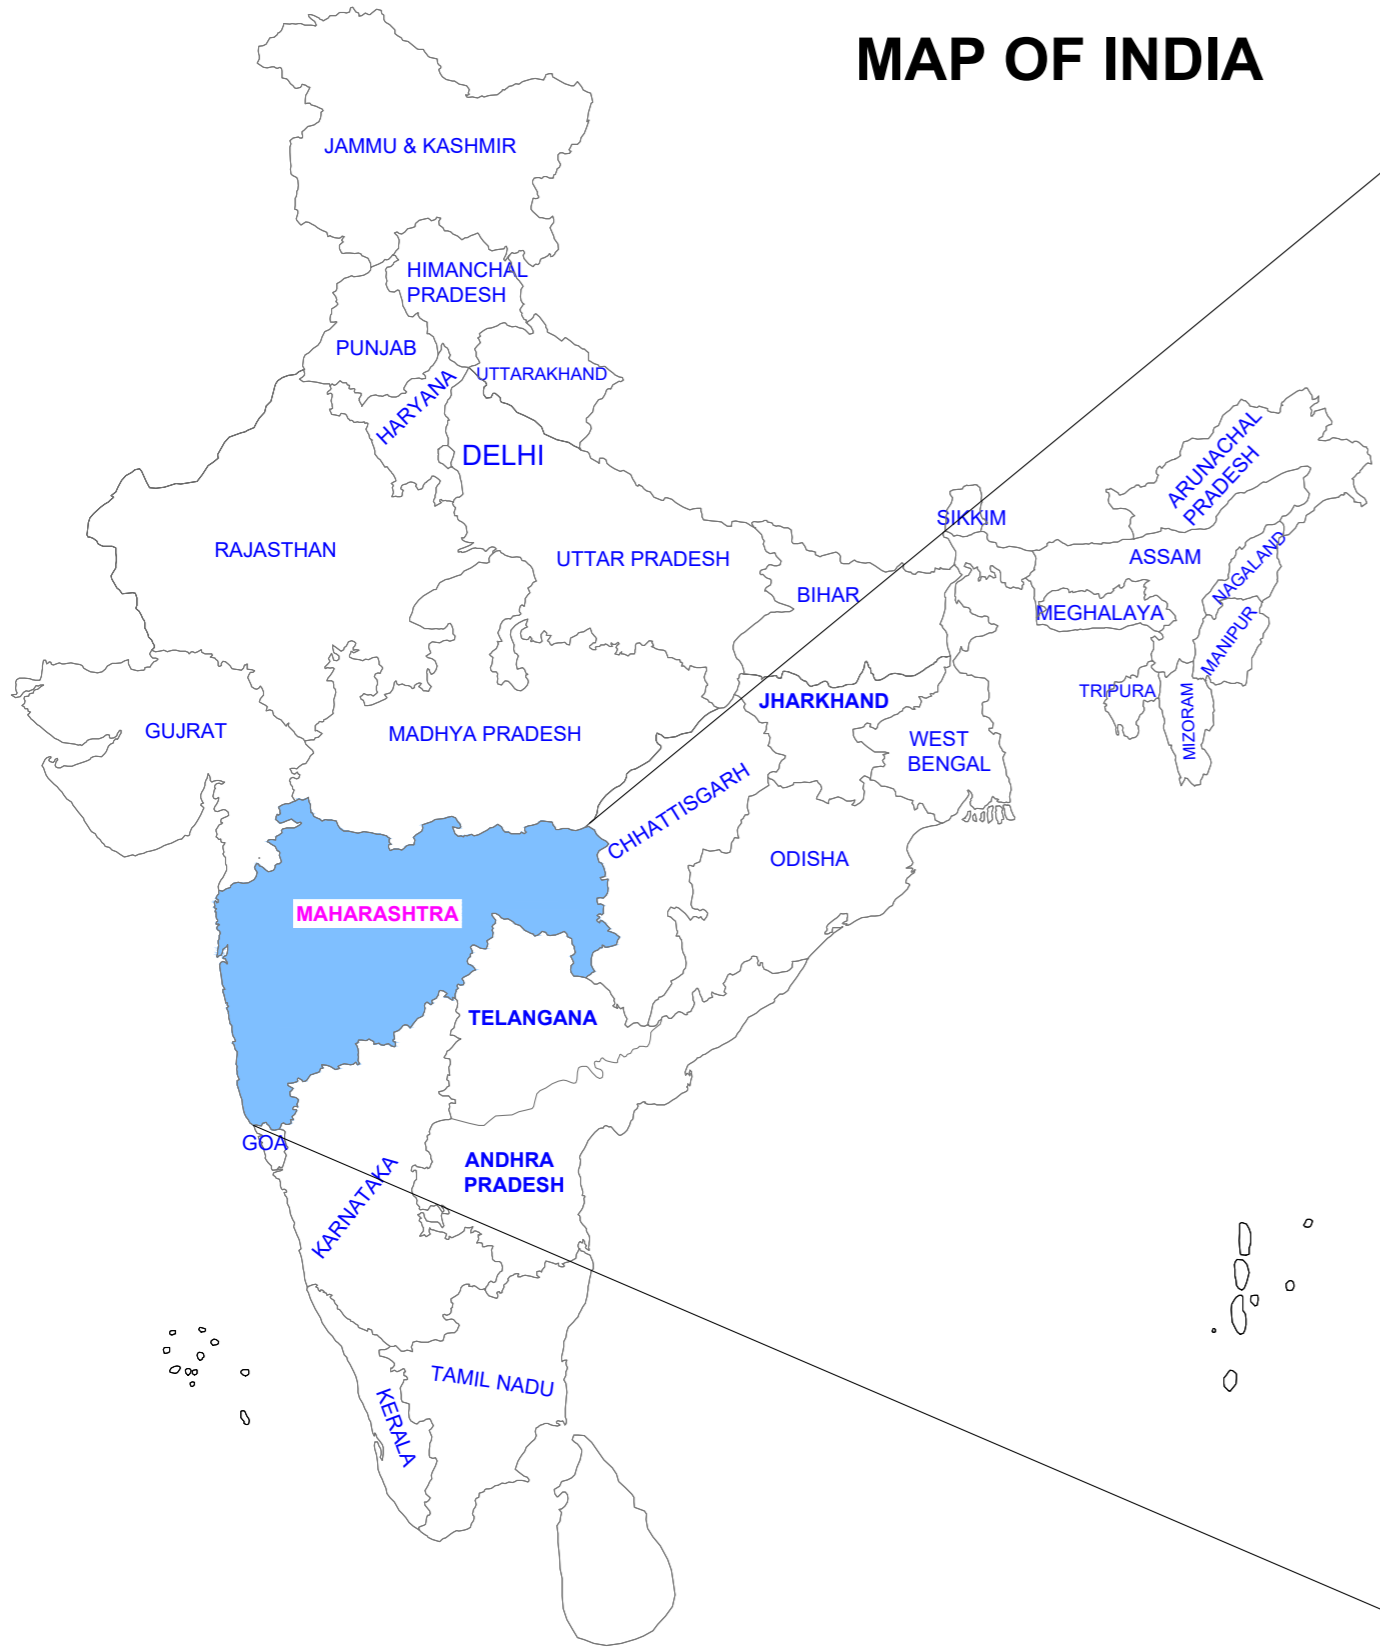 MAP OF INDIA
JAMMU & KASHMIR
HIMANCHAL
PRADESH
PUNJAB
UTTARAKHAND
HARYANA
DELHI
ARUNACHAL
PRADESH
SIKKIM
RAJASTHAN
UTTAR PRADESH
ASSAM
NAGALAND
BIHAR
MEGHALAYA
MANIPUR
JHARKHAND
TRIPURA
MIZORAM
GUJRAT
MADHYA PRADESH
WEST
BENGAL
CHHATTISGARH
ODISHA
MAHARASHTRA
TELANGANA
GOA
ANDHRA
PRADESH
KARNATAKA
TAMIL NADU
KERALA